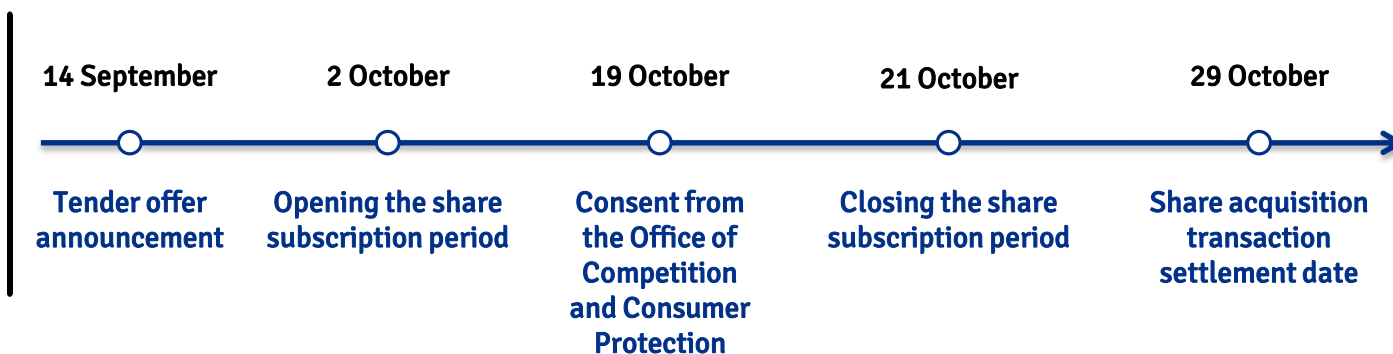 14 September
2 October
19 October
21 October
29 October
Tender offer
announcement
Opening the share
subscription period
Consent from
the Office of
Competition
and Consumer
Protection
Closing the share
subscription period
Share acquisition
transaction
settlement date